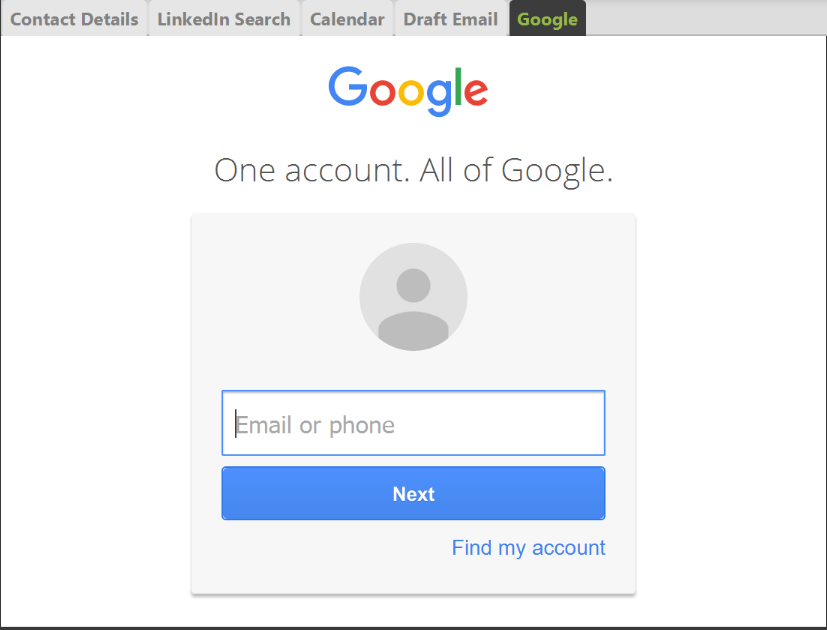 Contact Details LinkedIn Search Calendar Draft Email Google
Google
One account. All of Google.
Email or phone
Next
Find my account